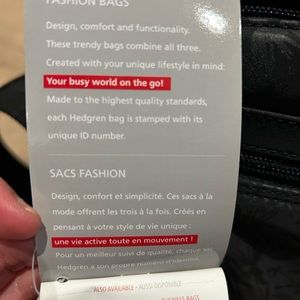 FASHION BAGS
Design, comfort and functionality.
These trendy bags combine all three.
Created with your unique lifestyle in mind:
Your busy world on the go!
Made to the highest quality standards,
each Hedgren bag is stamped with its
unique ID number.
SACS FASHION
Design, confort et simplicité. Ces sacs à la
mode offrent les trois à la fois. Créés en
pensant à votre style de vie unique :
une vie active toute en mouvement !
Pour un meilleur suivi de qualité, chaque sac
Hedgren a son propre numéro d'identité.
ALSO AVAILABLE - AUSSI DISPONIBLE
BUSINESS BAGS